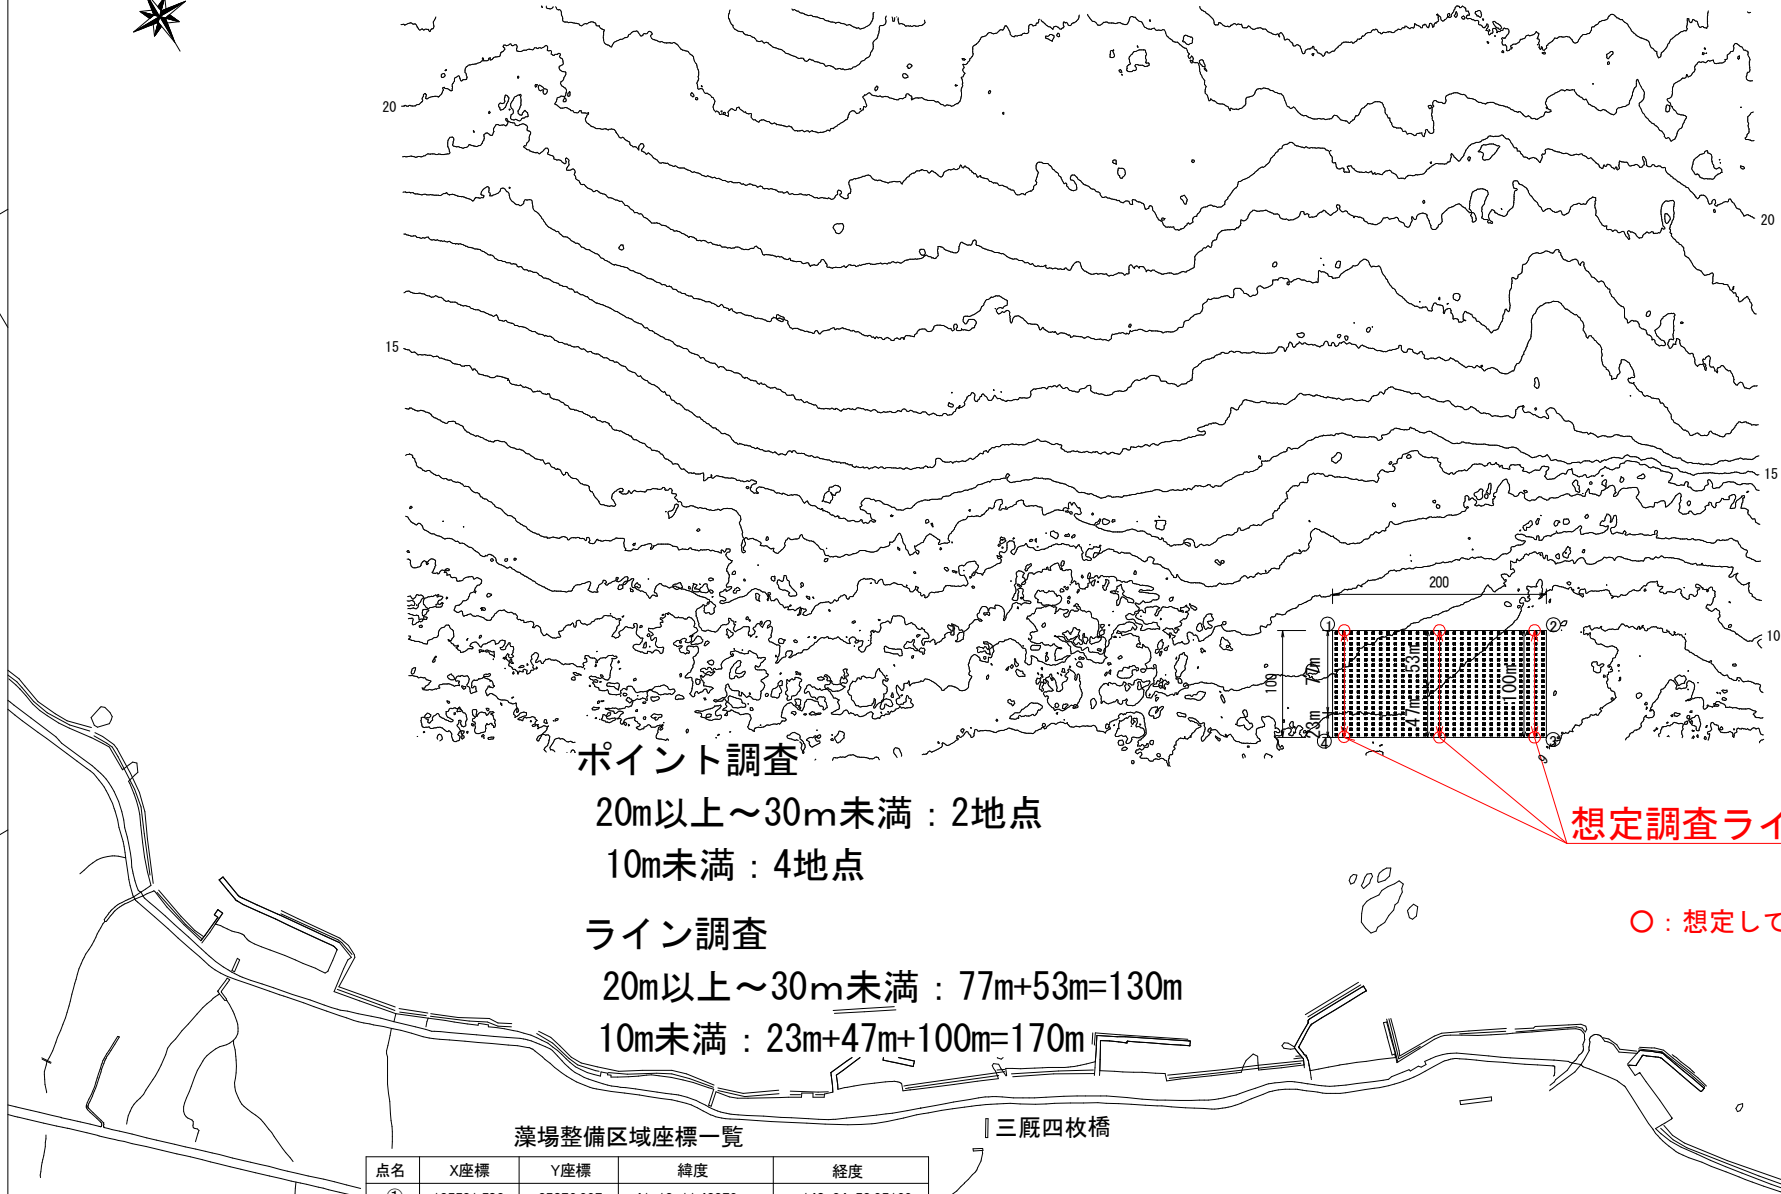 20
20
15
15
10
200
① ②
100
77m
53m
100m
23m
47m
④ ③
ポイント調査
20m以上～30m未満：2地点
10m未満：4地点
想定調査ライ
○：想定して
ライン調査
20m以上～30m未満：77m+53m=130m
10m未満：23m+47m+100m=170m
三厩四枚橋
藻場整備区域座標一覧
点名 X座標 Y座標 緯度 経度